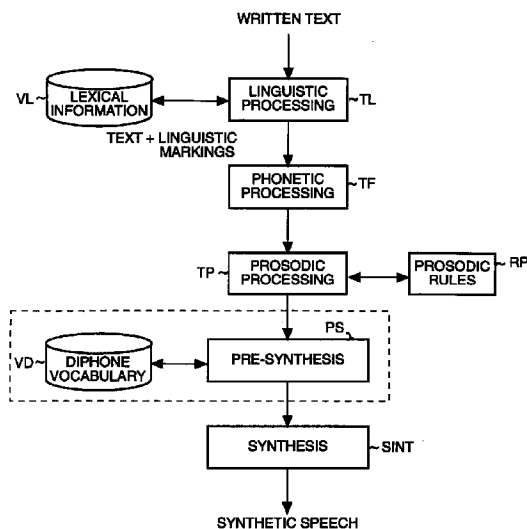 WRITTEN TEXT
VL
LEXICAL
INFORMATION
LINGUISTIC
PROCESSING
TL
TEXT + LINGUISTIC
MARKINGS
PHONETIC
PROCESSING
TF
TP
PROSODIC
PROCESSING
PROSODIC
RULES
RP
PS
VD
DIPHONE
VOCABULARY
PRE-SYNTHESIS
SYNTHESIS
SINT
SYNTHETIC SPEECH